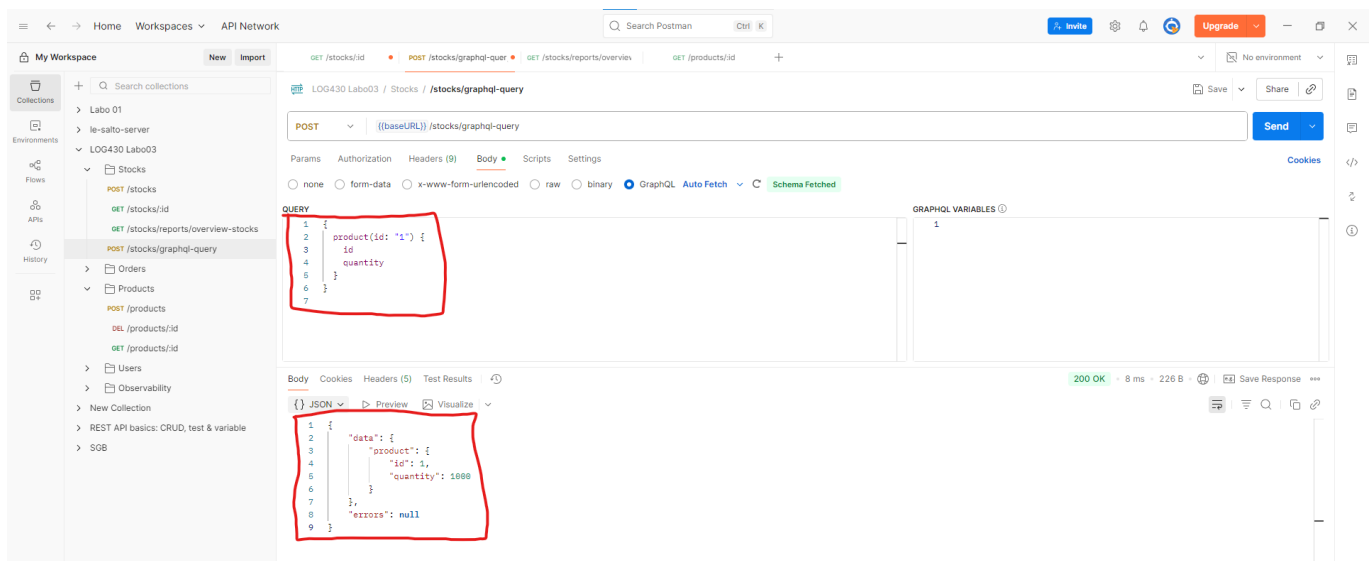 Home Workspaces API Network Search Postman Ctrl K Invite Upgrade
My Workspace New Import GET /stocks/:id POST /stocks/graphql-quer GET /stocks/reports/overview GET /products/:id No environment
Collections
Environments
Flows
APIs
History
Search collections
Labo 01
le-salto-server
LOG430 Labo03
Stocks
POST /stocks
GET /stocks/:id
GET /stocks/reports/overview-stocks
POST /stocks/graphql-query
Orders
Products
POST /products
DEL /products/:id
GET /products/:id
Users
Observability
New Collection
REST API basics: CRUD, test & variable
SGB
HTTP LOG430 Labo03 / Stocks / /stocks/graphql-query Save Share
POST {{baseURL}} /stocks/graphql-query Send
Params Authorization Headers (9) Body Scripts Settings Cookies
none form-data x-www-form-urlencoded raw binary GraphQL Auto Fetch Schema Fetched
QUERY GRAPHQL VARIABLES
1 { 1
2 product(id: "1") {
3 id
4 quantity
5 }
6 }
7
Body Cookies Headers (5) Test Results 200 OK 8 ms 226 B Save Response
{} JSON Preview Visualize
1 {
2 "data": {
3 "product": {
4 "id": 1,
5 "quantity": 1000
6 }
7 },
8 "errors": null
9 }